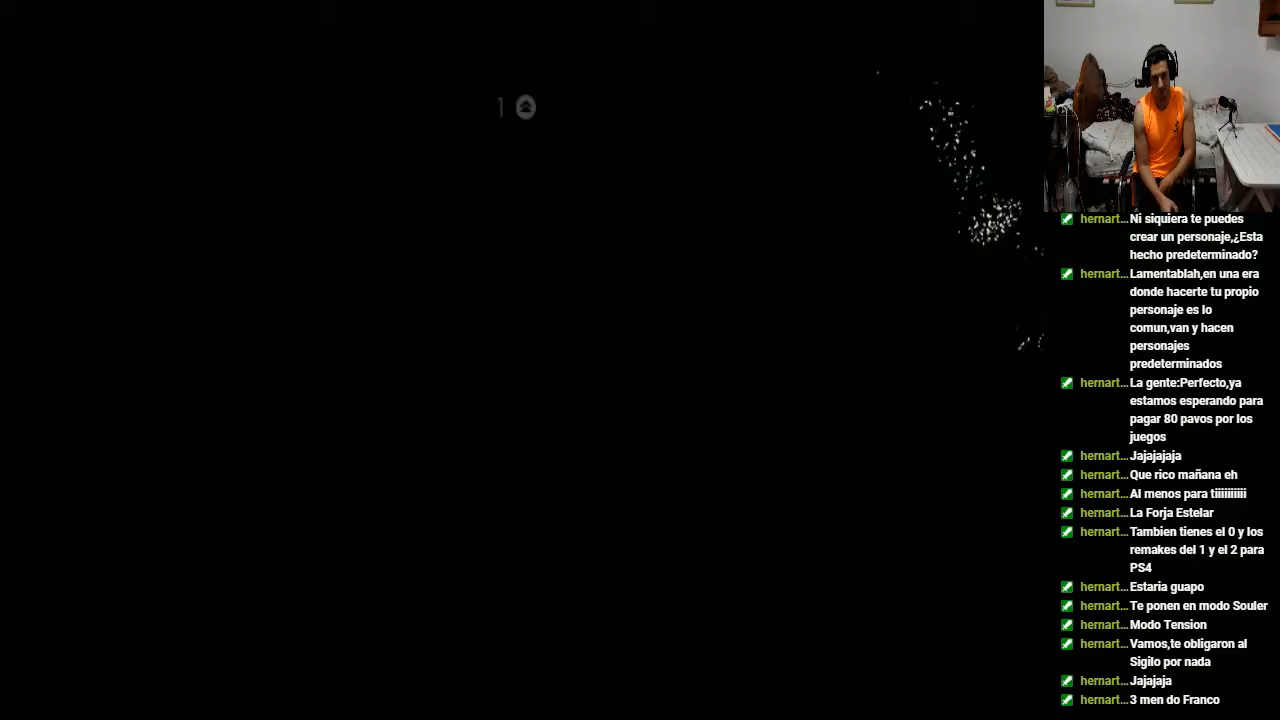 1
hernart...Ni siquiera te puedes
crear un personaje,¿Esta
hecho predeterminado?
hernart...Lamentablah,en una era
donde hacerte tu propio
personaje es lo
comun,van y hacen
personajes
predeterminados
hernart...La gente:Perfecto,ya
estamos esperando para
pagar 80 pavos por los
juegos
hernart...Jajajajaja
hernart...Que rico mañana eh
hernart...Al menos para tiiiiiiiiii
hernart...La Forja Estelar
hernart...Tambien tienes el 0 y los
remakes del 1 y el 2 para
PS4
hernart...Estaria guapo
hernart...Te ponen en modo Souler
hernart...Modo Tension
hernart...Vamos,te obligaron al
Sigilo por nada
hernart...Jajajaja
hernart...3 men do Franco